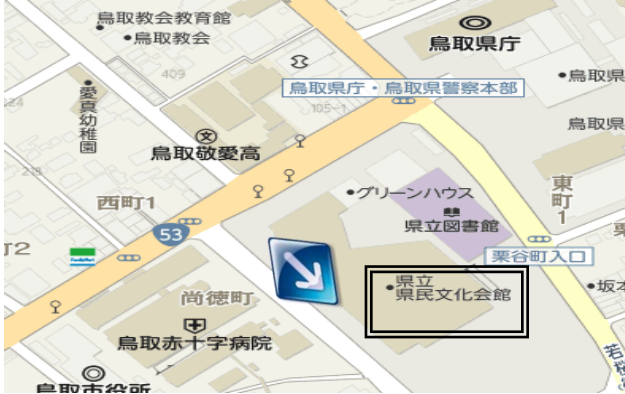 鳥取教会教育館
鳥取教会
409
鳥取県庁
鳥取県
鳥取県庁・鳥取県警察本部
愛真幼稚園
105-1
鳥取県
鳥取敬愛高
グリーンハウス
東町1
西町1
県立図書館
53
栗谷町入口
FamilyMart
尚徳町
県立
県民文化会館
坂本
鳥取赤十字病院
若桜
鳥取市役所